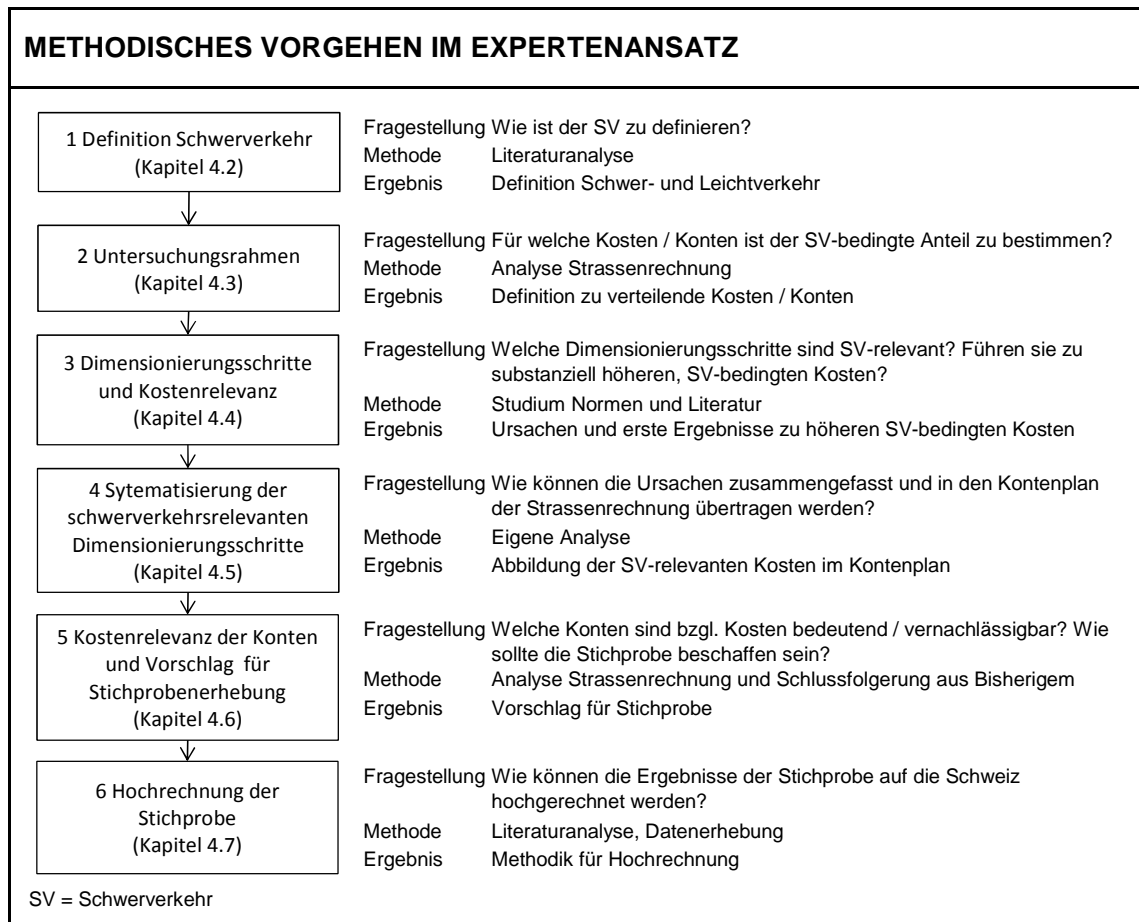 METHODISCHES VORGEHEN IM EXPERTENANSATZ
1 Definition Schwerverkehr
(Kapitel 4.2)
Fragestellung Wie ist der SV zu definieren?
Methode Literaturanalyse
Ergebnis Definition Schwer- und Leichtverkehr
2 Untersuchungsrahmen
(Kapitel 4.3)
Fragestellung Für welche Kosten / Konten ist der SV-bedingte Anteil zu bestimmen?
Methode Analyse Strassenrechnung
Ergebnis Definition zu verteilende Kosten / Konten
3 Dimensionierungsschritte
und Kostenrelevanz
(Kapitel 4.4)
Fragestellung Welche Dimensionierungsschritte sind SV-relevant? Führen sie zu
substanziell höheren, SV-bedingten Kosten?
Methode Studium Normen und Literatur
Ergebnis Ursachen und erste Ergebnisse zu höheren SV-bedingten Kosten
4 Sytematisierung der
schwerverkehrsrelevanten
Dimensionierungsschritte
(Kapitel 4.5)
Fragestellung Wie können die Ursachen zusammengefasst und in den Kontenplan
der Strassenrechnung übertragen werden?
Methode Eigene Analyse
Ergebnis Abbildung der SV-relevanten Kosten im Kontenplan
5 Kostenrelevanz der Konten
und Vorschlag für
Stichprobenerhebung
(Kapitel 4.6)
Fragestellung Welche Konten sind bzgl. Kosten bedeutend / vernachlässigbar? Wie
sollte die Stichprobe beschaffen sein?
Methode Analyse Strassenrechnung und Schlussfolgerung aus Bisherigem
Ergebnis Vorschlag für Stichprobe
6 Hochrechnung der
Stichprobe
(Kapitel 4.7)
Fragestellung Wie können die Ergebnisse der Stichprobe auf die Schweiz
hochgerechnet werden?
Methode Literaturanalyse, Datenerhebung
Ergebnis Methodik für Hochrechnung
SV = Schwerverkehr